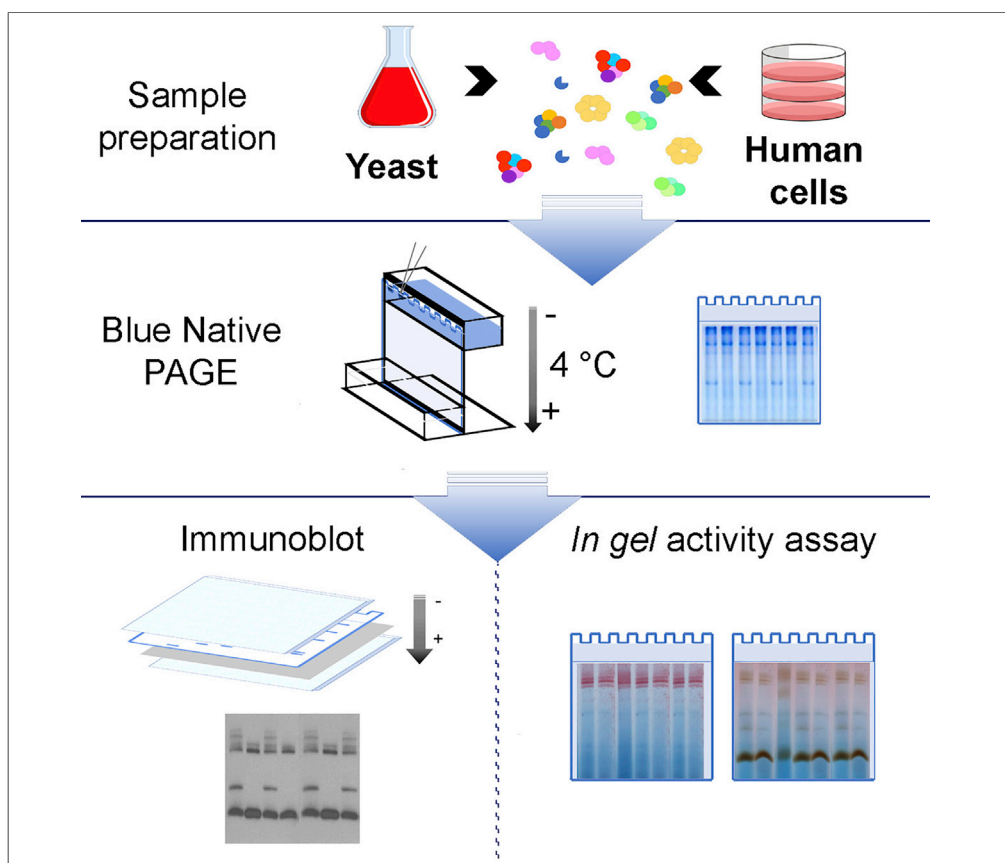 Sample
preparation
Yeast
Human
cells
Blue Native
PAGE
-
4 °C
+
Immunoblot
-
+
In gel activity assay